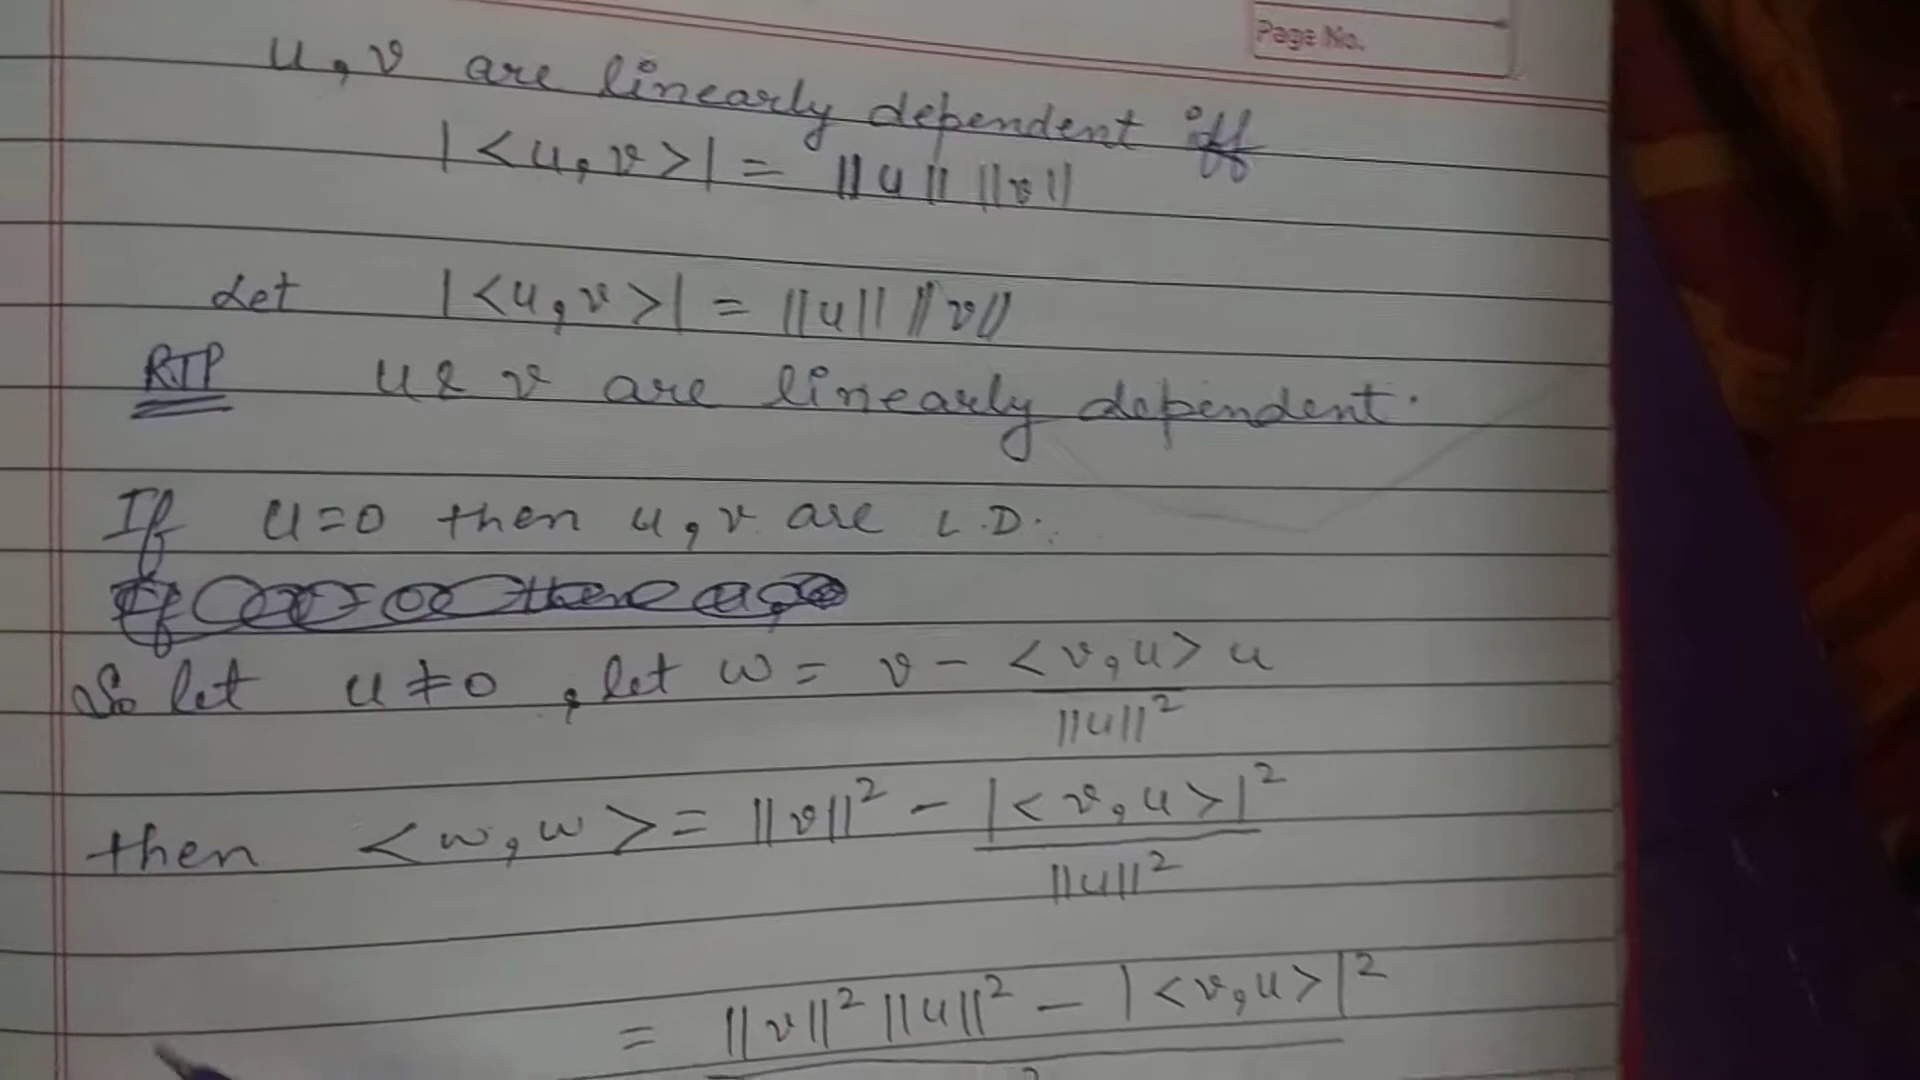 Page No.
u, v are linearly dependent iff
|<u, v>| = ||u|| ||v||
Let |<u, v>| = ||u|| ||v||
RTP u & v are linearly dependent.
If u=0 then u, v are L.D.
So let u ≠ 0, let w = v - <v, u> u
||u||²
then <w, w> = ||v||² - |<v, u>|²
||u||²
= ||v||² ||u||² - |<v, u>|²